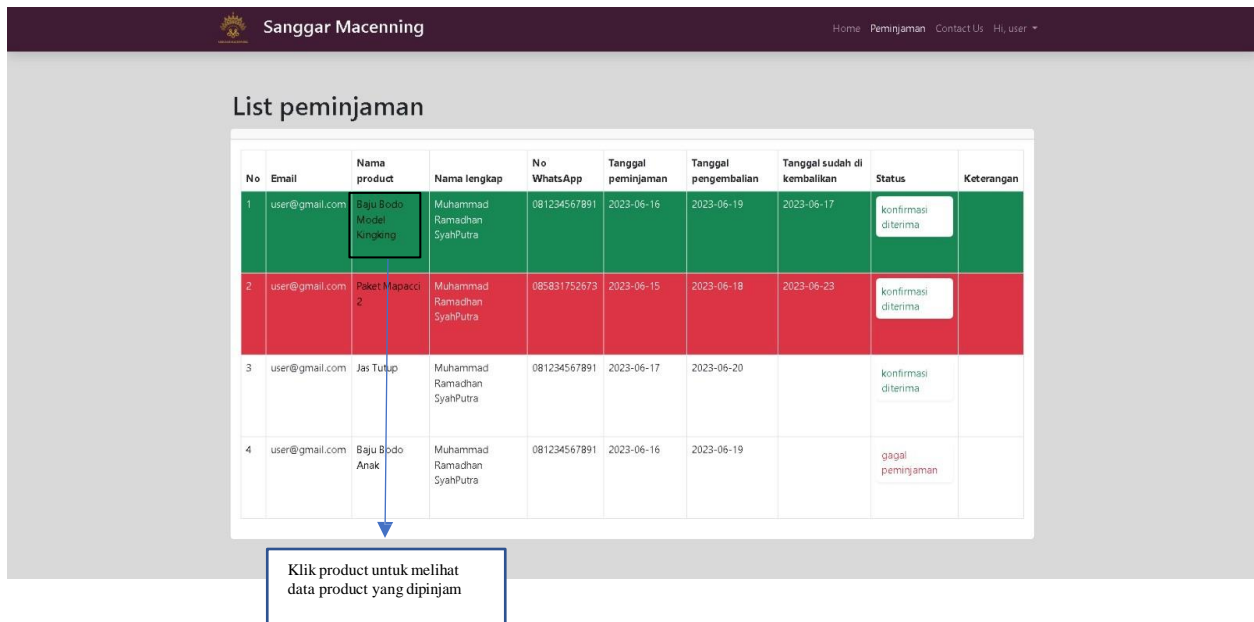 Sanggar Macenning
Home Peminjaman Contact Us Hi, user
List peminjaman
No Email Nama product Nama lengkap No WhatsApp Tanggal peminjaman Tanggal pengembalian Tanggal sudah di kembalikan Status Keterangan
1 user@gmail.com Baju Bodo Model Kingking Muhammad Ramadhan SyahPutra 081234567891 2023-06-16 2023-06-19 2023-06-17 konfirmasi diterima
2 user@gmail.com Paket Mapacci 2 Muhammad Ramadhan SyahPutra 085831752673 2023-06-15 2023-06-18 2023-06-23 konfirmasi diterima
3 user@gmail.com Jas Tutup Muhammad Ramadhan SyahPutra 081234567891 2023-06-17 2023-06-20 konfirmasi diterima
4 user@gmail.com Baju Bodo Anak Muhammad Ramadhan SyahPutra 081234567891 2023-06-16 2023-06-19 gagal peminjaman
Klik product untuk melihat
data product yang dipinjam